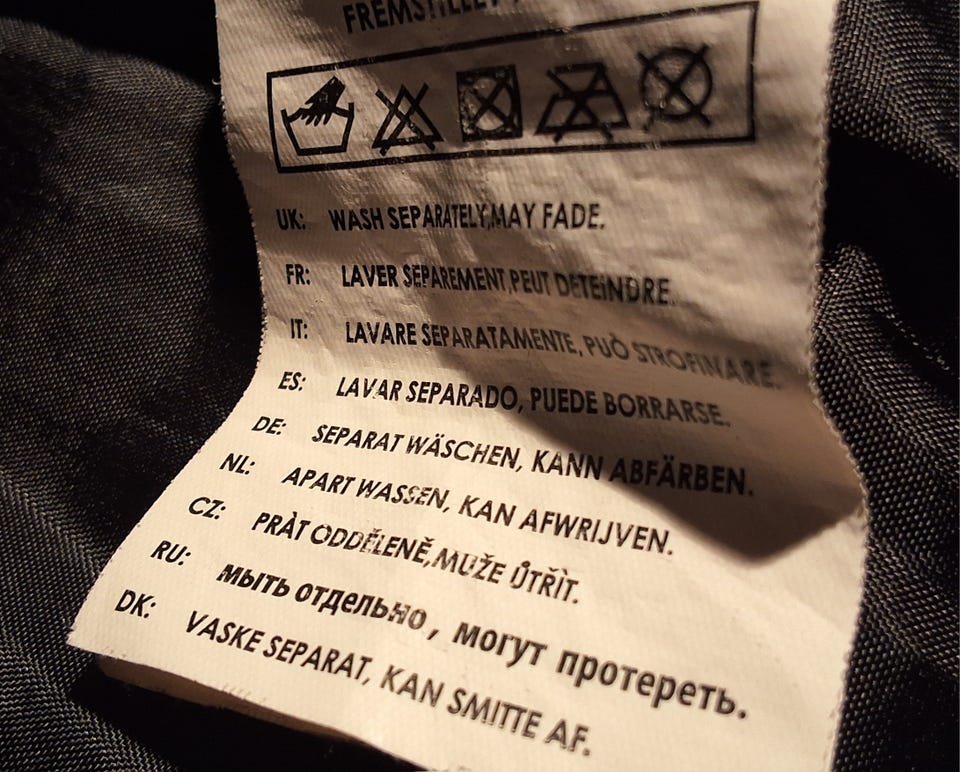 FREMSTILLET
UK: WASH SEPARATELY,MAY FADE.
FR: LAVER SEPAREMENT,PEUT DETEINDRE.
IT: LAVARE SEPARATAMENTE, PUÒ STROFINARE.
ES: LAVAR SEPARADO, PUEDE BORRARSE.
DE: SEPARAT WÄSCHEN, KANN ABFÄRBEN.
NL: APART WASSEN, KAN AFWRIJVEN.
CZ: PRÀT ODDĚLENĚ,MUŽE ŮTŘÌT.
RU: мыть отдельно, могут протереть.
DK: VASKE SEPARAT, KAN SMITTE AF.